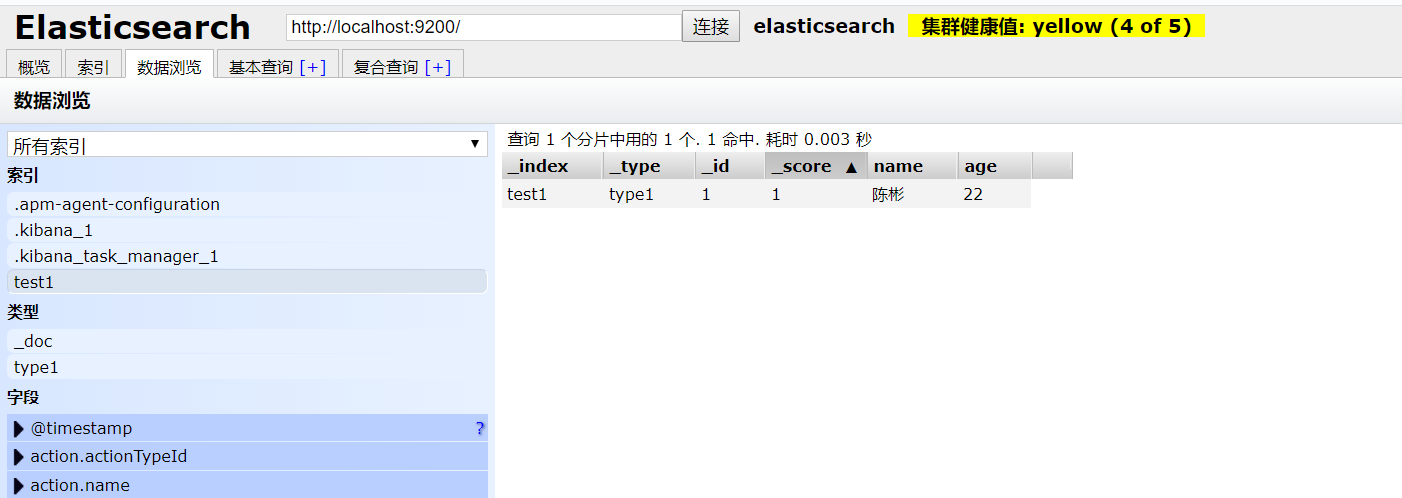 Elasticsearch http://localhost:9200/ 连接 elasticsearch 集群健康值: yellow (4 of 5)
概览 索引 数据浏览 基本查询 [+] 复合查询 [+]
数据浏览
所有索引 ▼
索引
.apm-agent-configuration
.kibana_1
.kibana_task_manager_1
test1
类型
_doc
type1
字段
@timestamp ?
action.actionTypeId
action.name
查询 1 个分片中用的 1 个. 1 命中. 耗时 0.003 秒
_index _type _id _score ▲ name age
test1 type1 1 1 陈彬 22